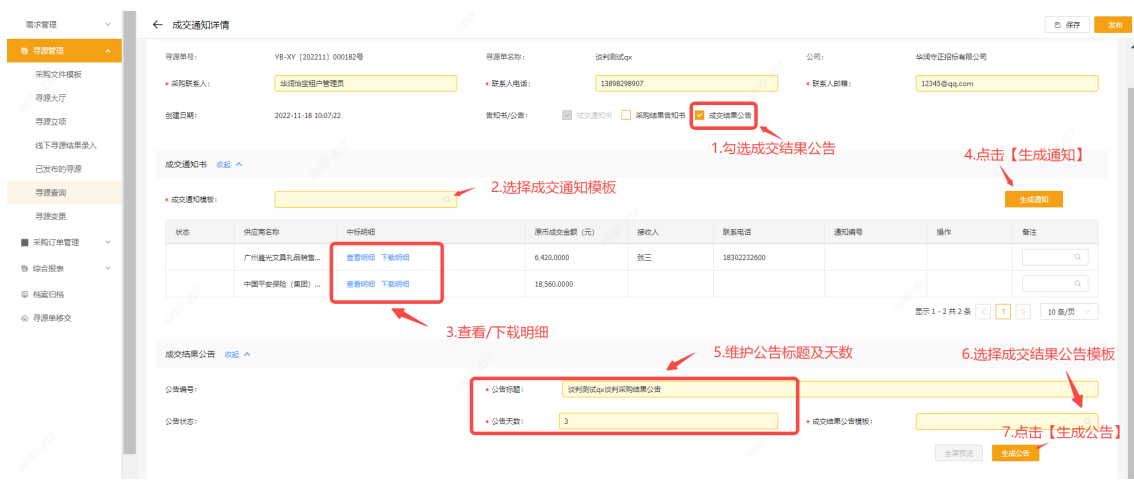 需求管理
← 成交通知详情
保存
发布
寻源管理
寻源单号： YB-XY [202211] 000182号 寻源单名称： 谈判测试qx 公司： 华润守正招标有限公司
采购文件模板
* 采购联系人： 华润怡宝租户管理员 * 联系人电话： 13898298907 * 联系人邮箱： 12345@qq.com
寻源大厅
创建日期： 2022-11-18 10:07:22 告知书/公告： 成交通知书 采购结果告知书 成交结果公告
寻源立项
1.勾选成交结果公告
线下寻源结果录入
4.点击【生成通知】
成交通知书 收起
已发布的寻源
2.选择成交通知模板
寻源查询
* 成交通知模板： 生成通知
寻源变更
状态 供应商名称 中标明细 原币成交金额（元） 接收人 联系电话 通知编号 操作 备注
采购订单管理
广州晨光文具礼品销售... 查看明细 下载明细 6,420.0000 张三 18302232600
综合报表
中国平安保险（集团）... 查看明细 下载明细 18,560.0000
档案归档
显示 1 - 2 共 2 条 < 1 > 10 条/页
寻源单移交
3.查看/下载明细
5.维护公告标题及天数
6.选择成交结果公告模板
成交结果公告 收起
公告编号： * 公告标题： 谈判测试qx谈判采购结果公告
公告状态： * 公告天数： 3 * 成交结果公告模板：
7.点击【生成公告】
全屏预览 生成公告